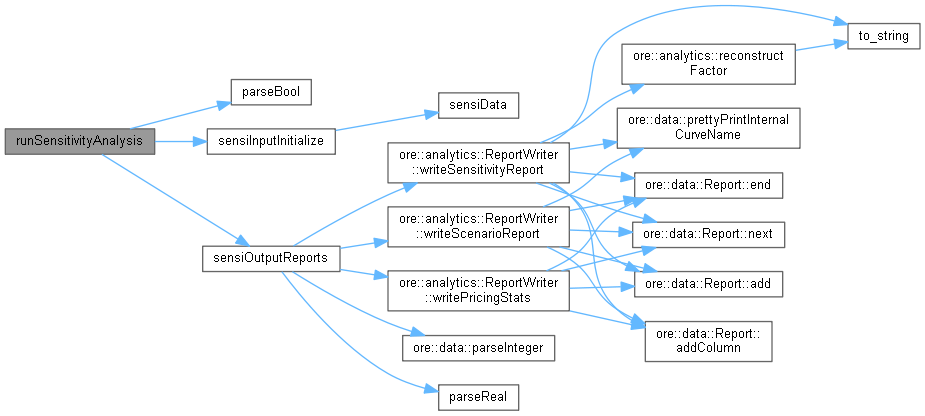 runSensitivityAnalysis
parseBool
sensiInputInitialize
sensiData
sensiOutputReports
ore::analytics::ReportWriter
::writeSensitivityReport
ore::analytics::ReportWriter
::writeScenarioReport
ore::analytics::ReportWriter
::writePricingStats
ore::data::parseInteger
parseReal
to_string
ore::analytics::reconstruct
Factor
ore::data::prettyPrintInternal
CurveName
ore::data::Report::end
ore::data::Report::next
ore::data::Report::add
ore::data::Report::
addColumn